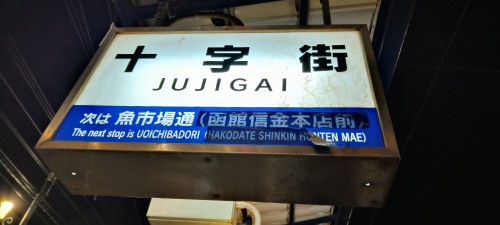 十字街
JUJIGAI
次は 魚市場通(函館信金本店前)
The next stop is UOICHIBADORI (HAKODATE SHINKIN HONTEN MAE)